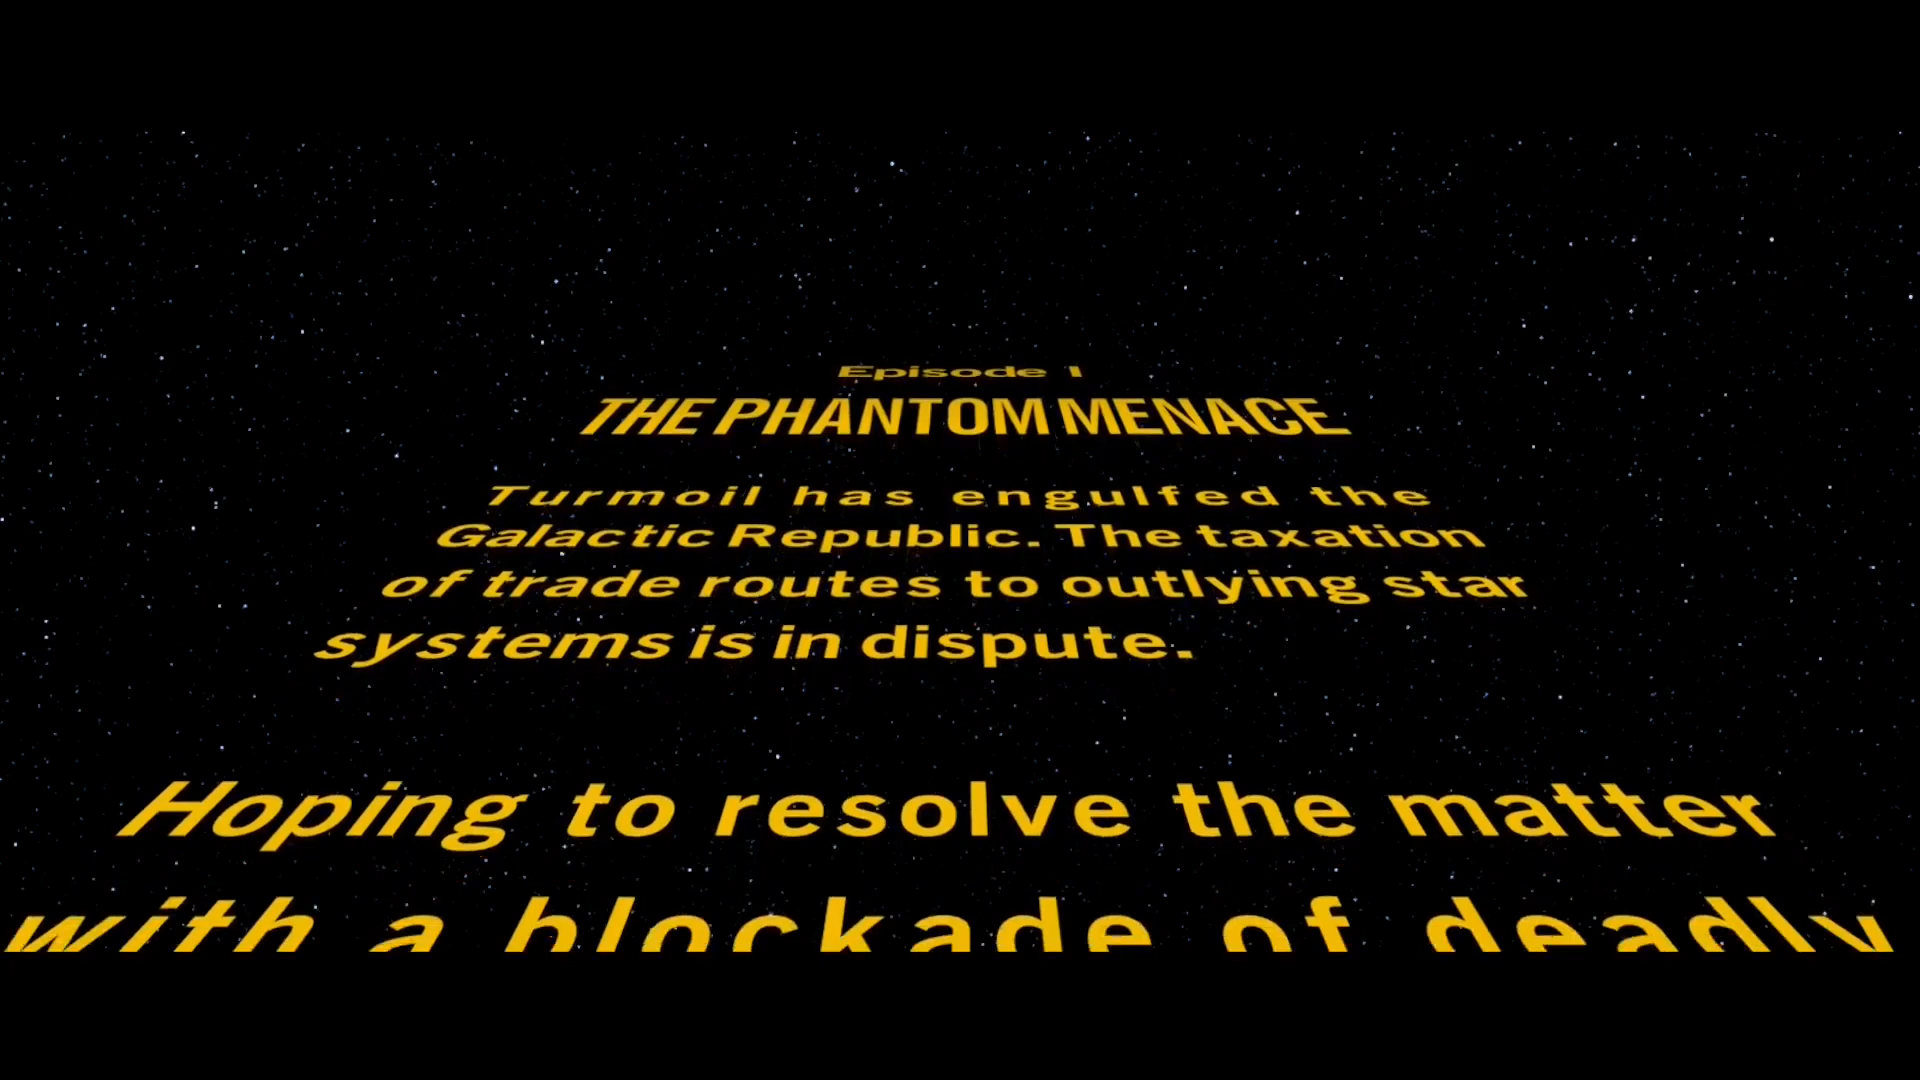 Episode I
THE PHANTOM MENACE
Turmoil has engulfed the
Galactic Republic. The taxation
of trade routes to outlying star
systems is in dispute.
Hoping to resolve the matter
with a blockade of deadly